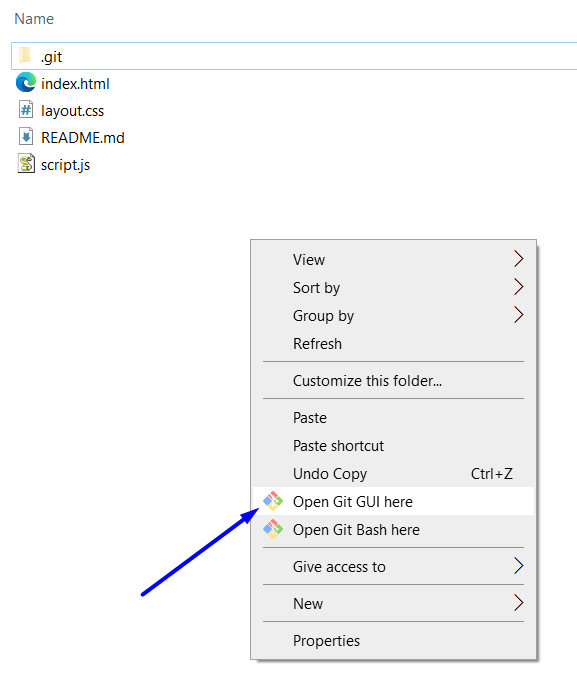 Name
.git
index.html
layout.css
README.md
script.js
View
Sort by
Group by
Refresh
Customize this folder...
Paste
Paste shortcut
Undo Copy Ctrl+Z
Open Git GUI here
Open Git Bash here
Give access to
New
Properties